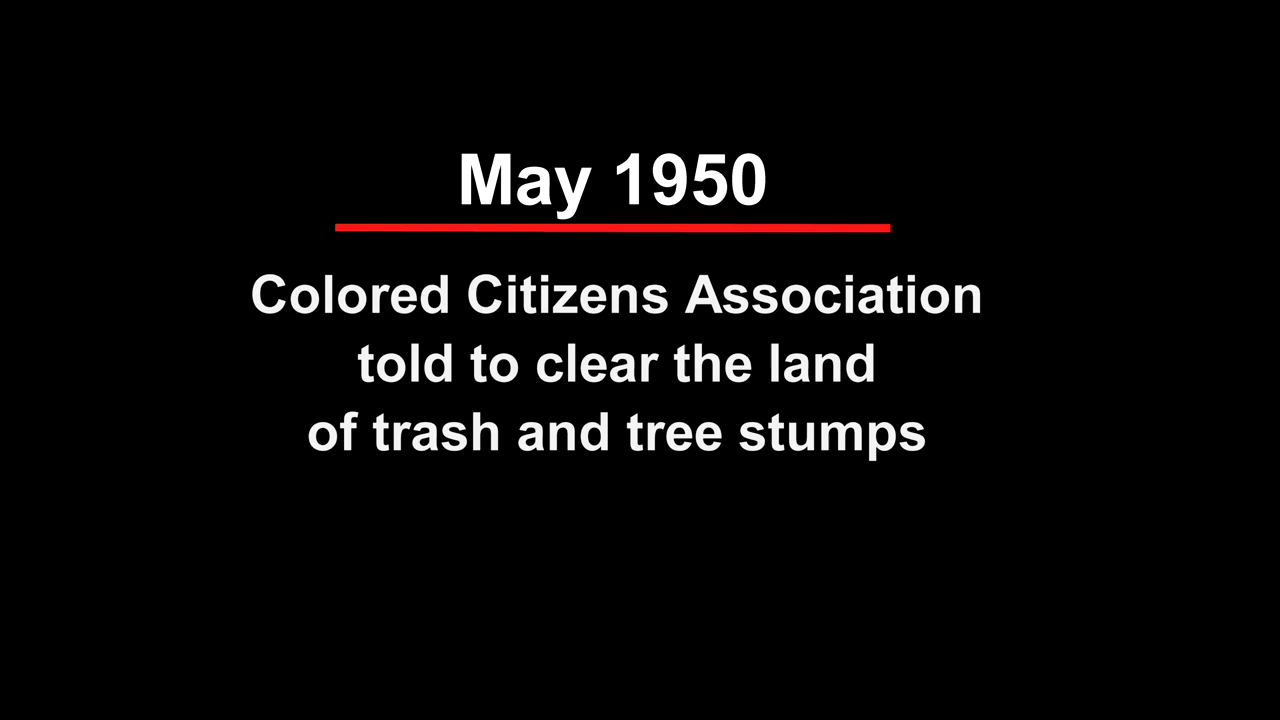 May 1950
Colored Citizens Association
told to clear the land
of trash and tree stumps